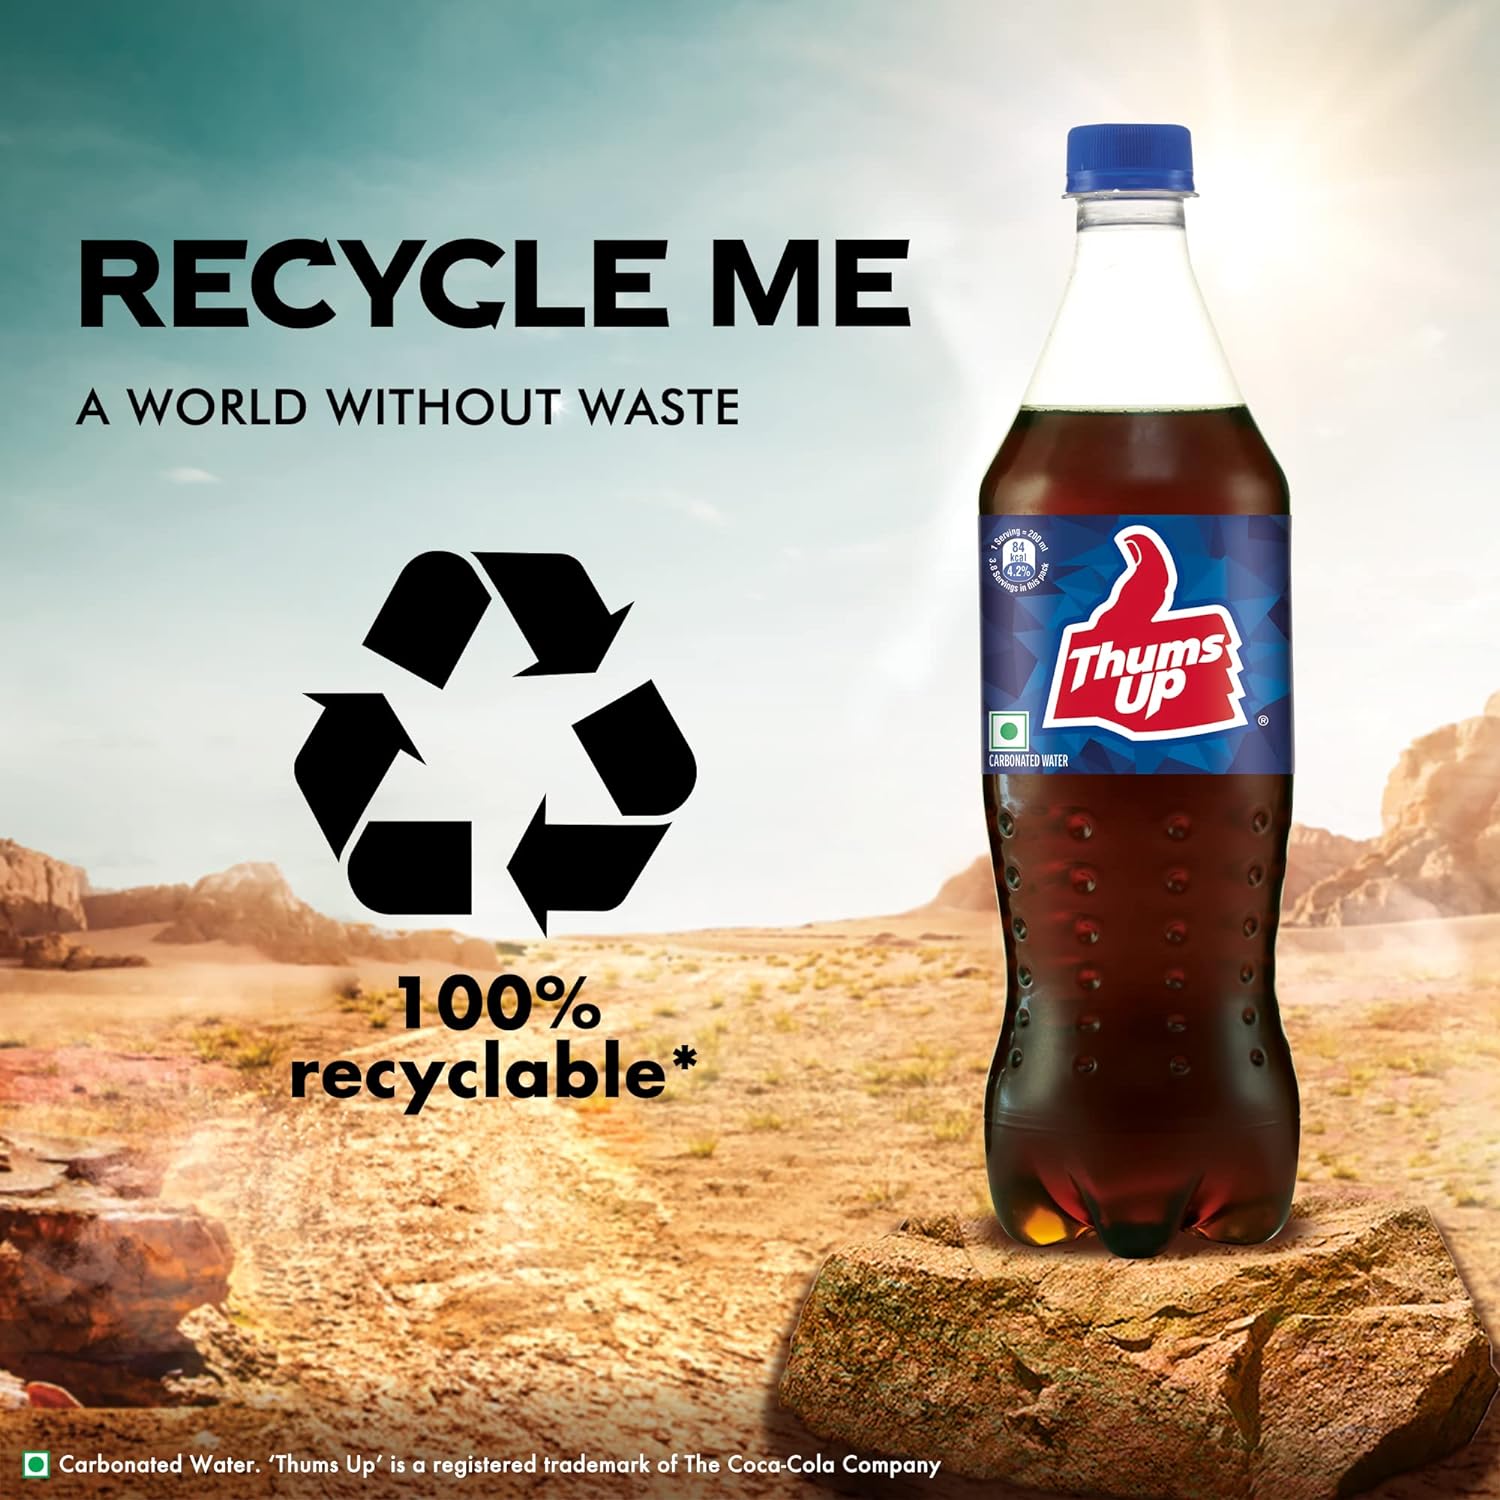 RECYCLE ME
A WORLD WITHOUT WASTE
100%
recyclable*
1 Serving = 200 ml
84
kcal
4.2%
3.8 Servings in this pack
Thums
Up
®
CARBONATED WATER
Carbonated Water. ‘Thums Up’ is a registered trademark of The Coca-Cola Company